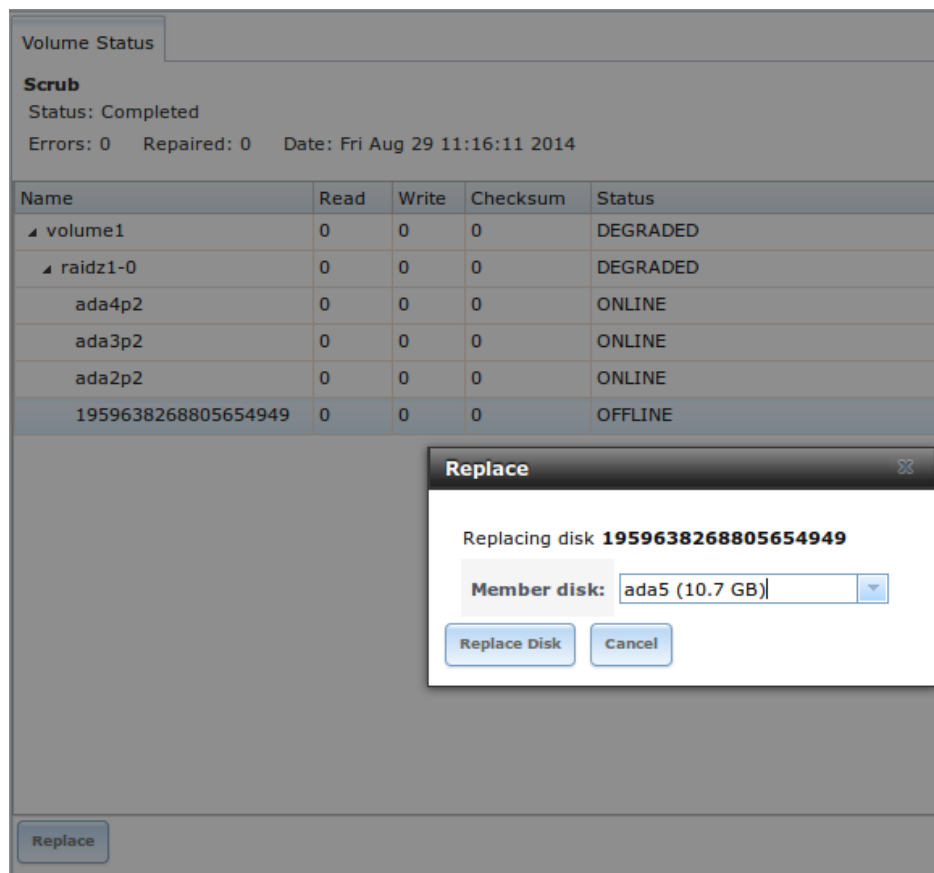 Volume Status
Scrub
Status: Completed
Errors: 0 Repaired: 0 Date: Fri Aug 29 11:16:11 2014
Name Read Write Checksum Status
volume1 0 0 0 DEGRADED
raidz1-0 0 0 0 DEGRADED
ada4p2 0 0 0 ONLINE
ada3p2 0 0 0 ONLINE
ada2p2 0 0 0 ONLINE
1959638268805654949 0 0 0 OFFLINE
Replace
Replacing disk 1959638268805654949
Member disk: ada5 (10.7 GB)
Replace Disk Cancel
Replace